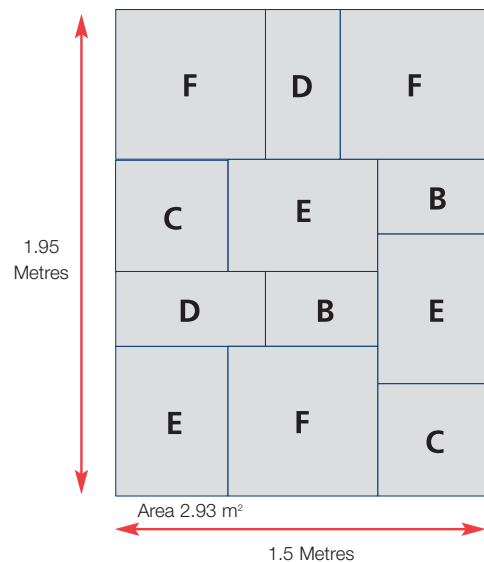 F D F
C E B
1.95
Metres
D B E
E F C
Area 2.93 m²
1.5 Metres